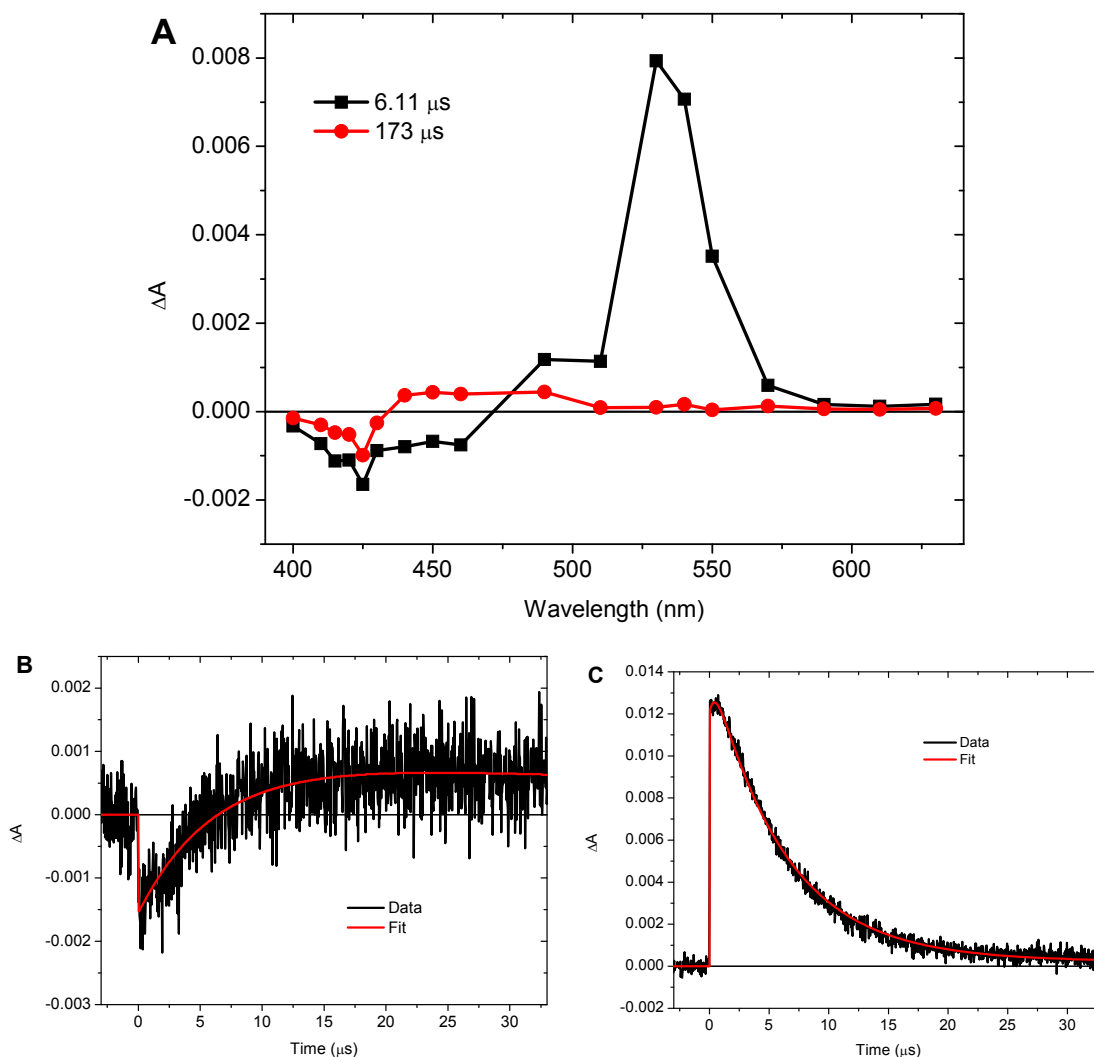 A
0.008
0.006
0.004
0.002
0.000
-0.002
ΔA
6.11 μs
173 μs
400 450 500 550 600
Wavelength (nm)
B
0.002
0.001
0.000
-0.001
-0.002
-0.003
ΔA
Data
Fit
0 5 10 15 20 25 30
Time (μs)
C
0.014
0.012
0.010
0.008
0.006
0.004
0.002
0.000
-0.002
ΔA
Data
Fit
0 5 10 15 20 25 30
Time (μs)